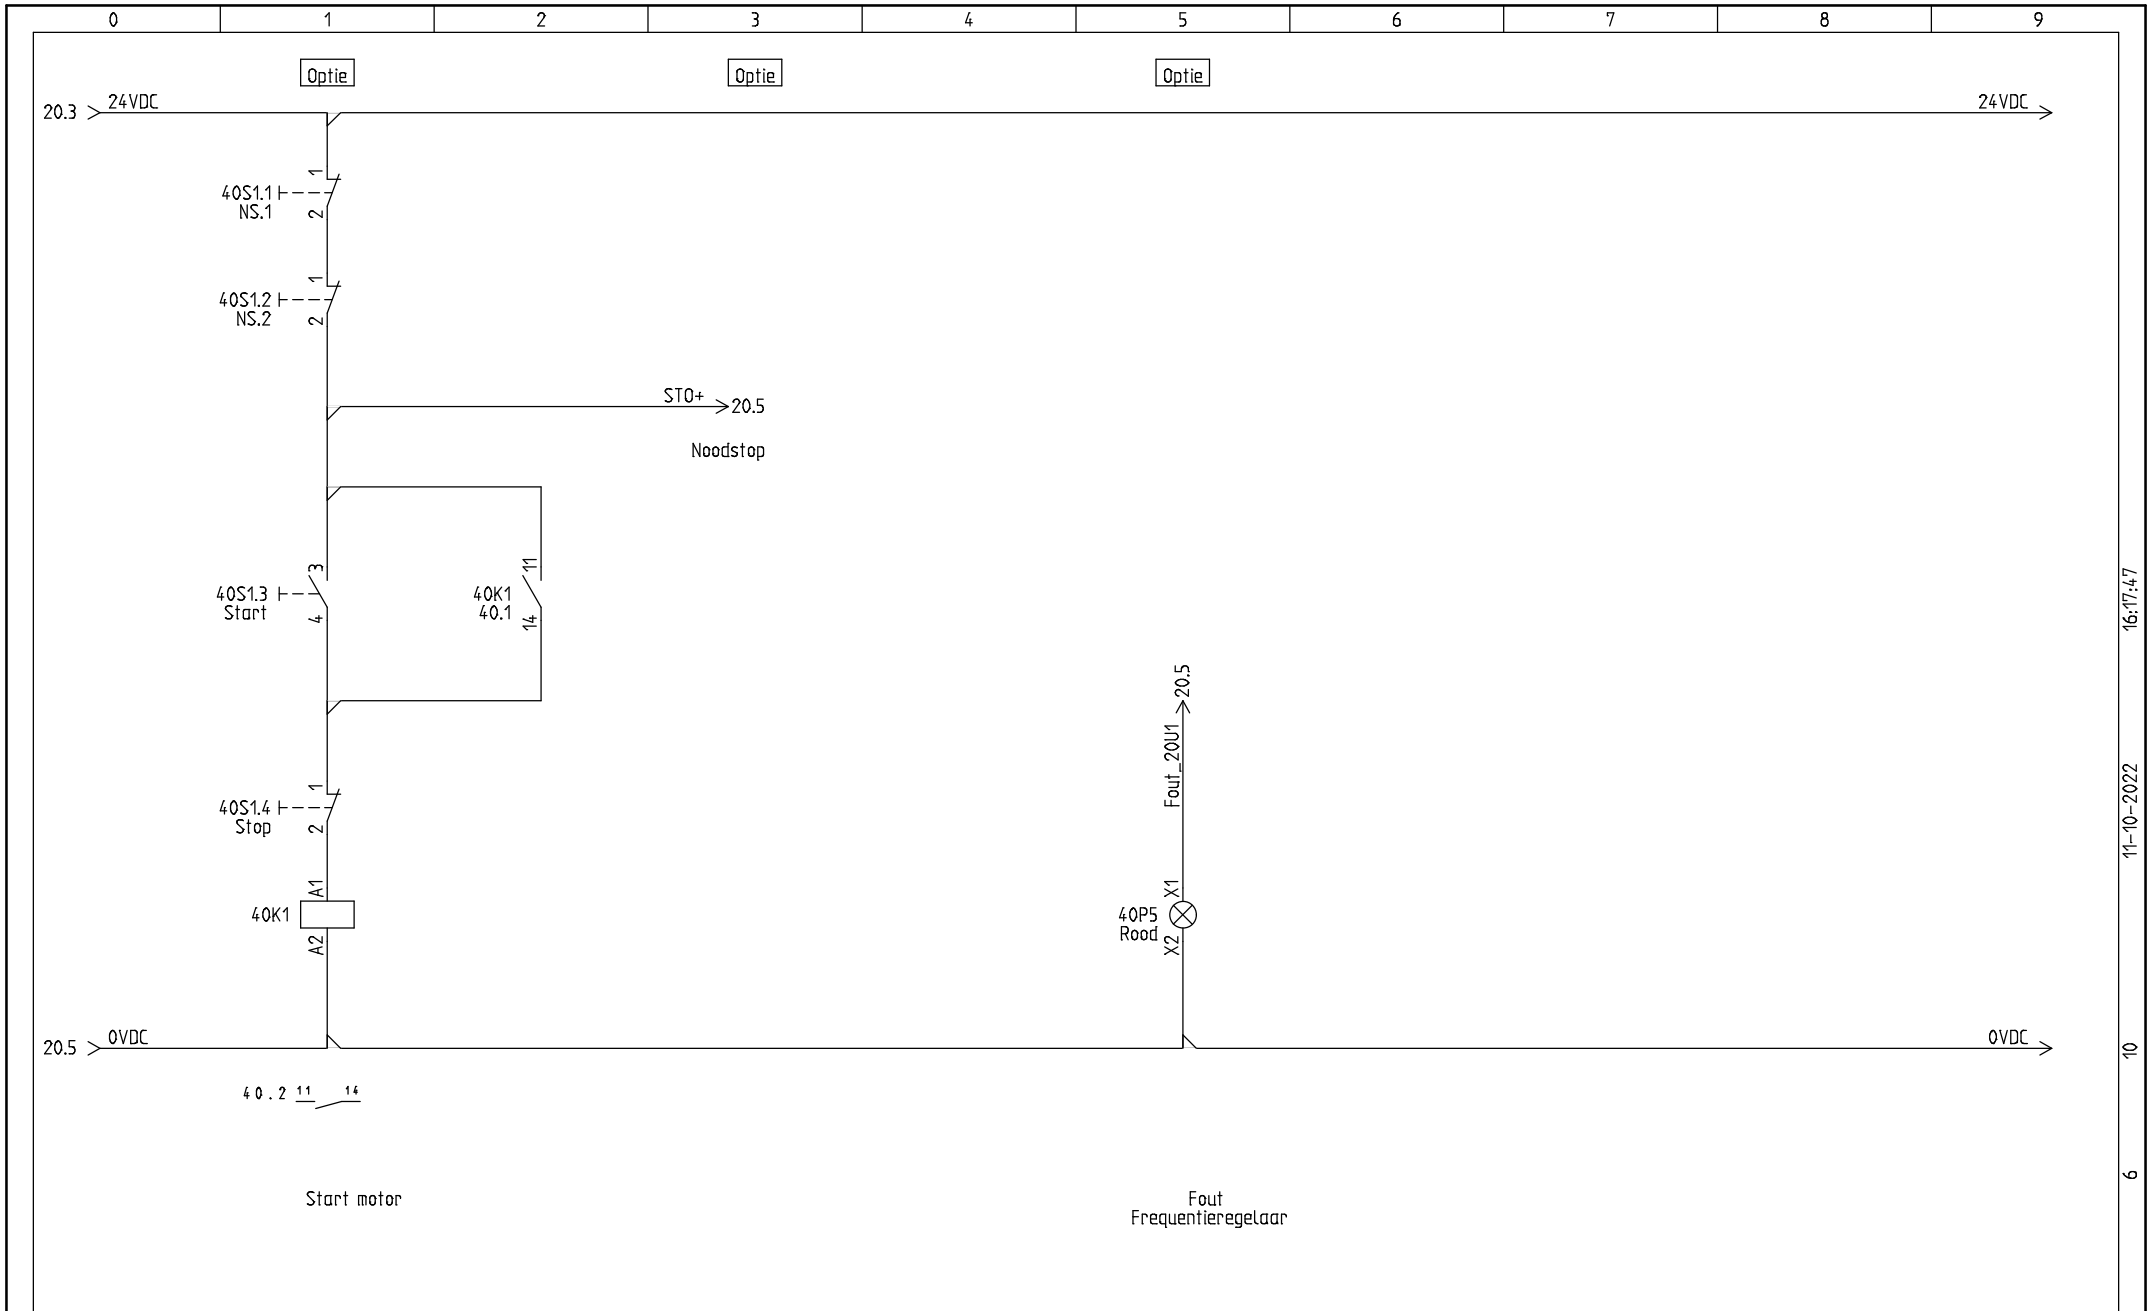 0 1 2 3 4 5 6 7 8 9
Optie Optie Optie
24VDC 24VDC
20.3
1
40S1.1
NS.1
2
1
40S1.2
NS.2
2
STO+ 20.5
Noodstop
3
40S1.3
Start
4
11
40K1
40.1
14
1
40S1.4
Stop
2
A1
40K1
A2
20.5
Fout_20U1
X1
40P5
Rood
X2
0VDC 0VDC
20.5
40.2 11 14
Start motor
Fout
Frequentieregelaar
16:17:47
11-10-2022
10
6